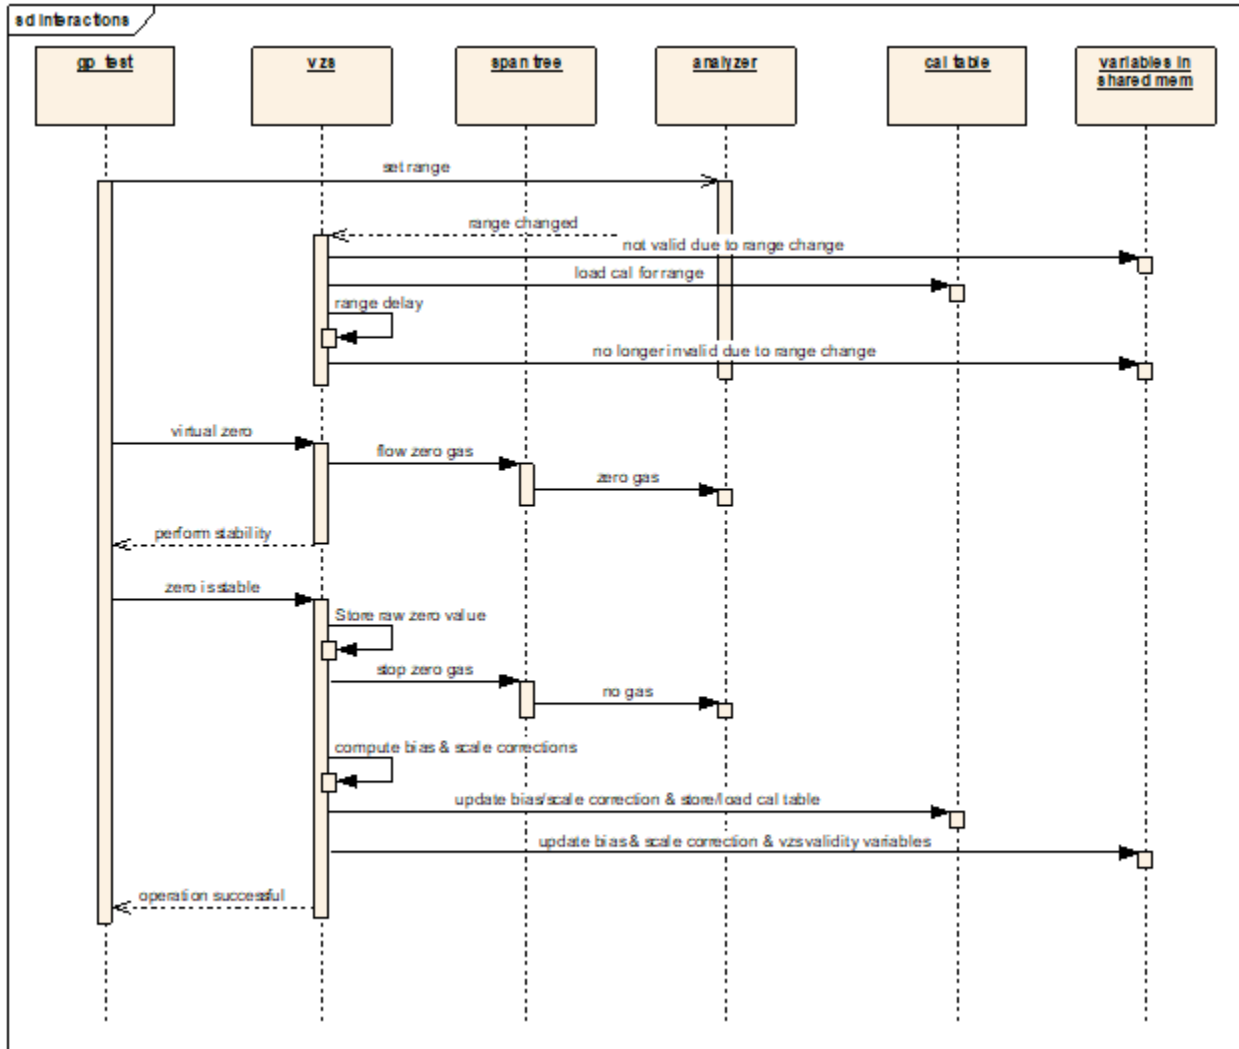 sd interactions
gp_test
vzs
span tree
analyzer
cal table
variables in
shared mem
set range
range changed
not valid due to range change
load cal for range
range delay
no longer invalid due to range change
virtual zero
flow zero gas
zero gas
perform stability
zero is stable
Store raw zero value
stop zero gas
no gas
compute bias & scale corrections
update bias/scale correction & store/load cal table
update bias & scale correction & vzs validity variables
operation successful